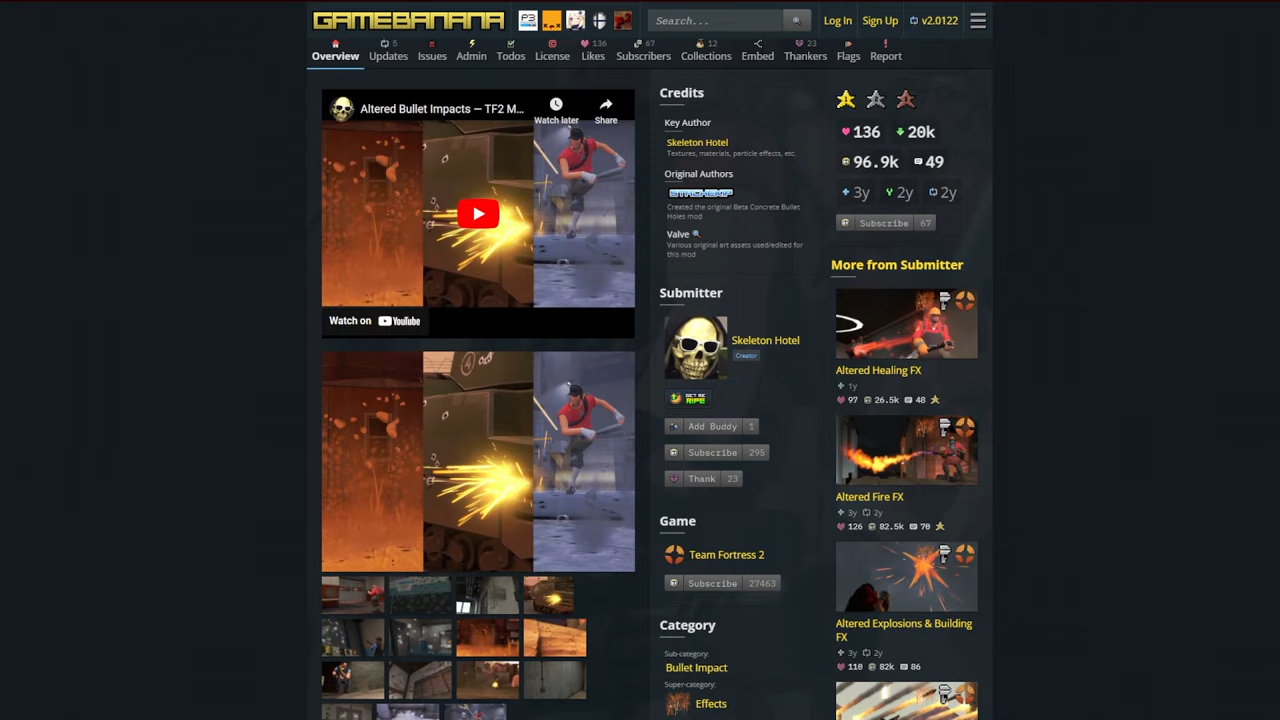 GAMEBANANA
P3
Search...
Log In
Sign Up
v2.0122
5
136
67
12
23
Overview
Updates
Issues
Admin
Todos
License
Likes
Subscribers
Collections
Embed
Thankers
Flags
Report
Altered Bullet Impacts — TF2 M...
Watch later
Share
Watch on YouTube
Credits
Key Author
Skeleton Hotel
Textures, materials, particle effects, etc.
Original Authors
Created the original Beta Concrete Bullet
Holes mod
Valve
Various original art assets used/edited for
this mod
Submitter
Skeleton Hotel
Creator
GET ME
RIPE
Add Buddy 1
Subscribe 295
Thank 23
Game
Team Fortress 2
Subscribe 27463
Category
Sub-category:
Bullet Impact
Super-category:
Effects
136
20k
96.9k
49
3y
2y
2y
Subscribe 67
More from Submitter
Altered Healing FX
1y
97 26.5k 48
Altered Fire FX
3y 2y
126 82.5k 70
Altered Explosions & Building
FX
3y 2y
110 82k 86